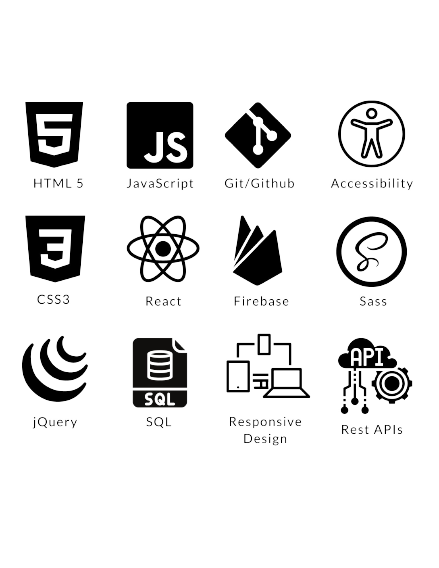 5
JS
HTML 5
JavaScript
Git/Github
Accessibility
3
CSS3
React
Firebase
Sass
SQL
API
jQuery
SQL
Responsive
Design
Rest APIs